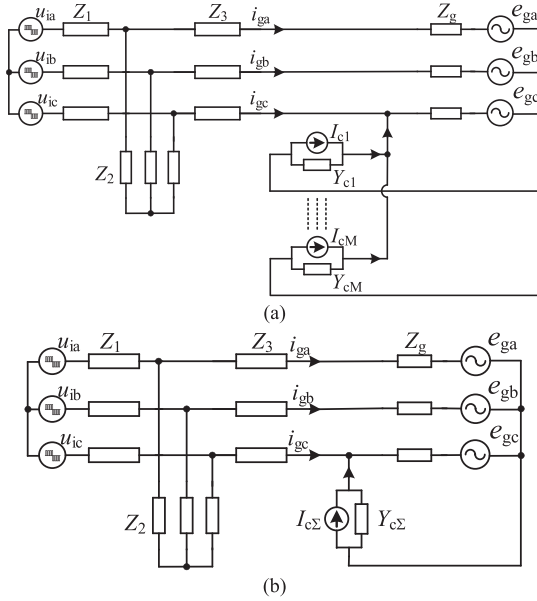 u_ia Z_1 Z_3 i_ga Z_g e_ga
u_ib i_gb e_gb
u_ic i_gc e_gc
Z_2
I_c1
Y_c1
I_cM
Y_cM
(a)
u_ia Z_1 Z_3 i_ga Z_g e_ga
u_ib i_gb e_gb
u_ic i_gc e_gc
Z_2 I_cΣ Y_cΣ
(b)